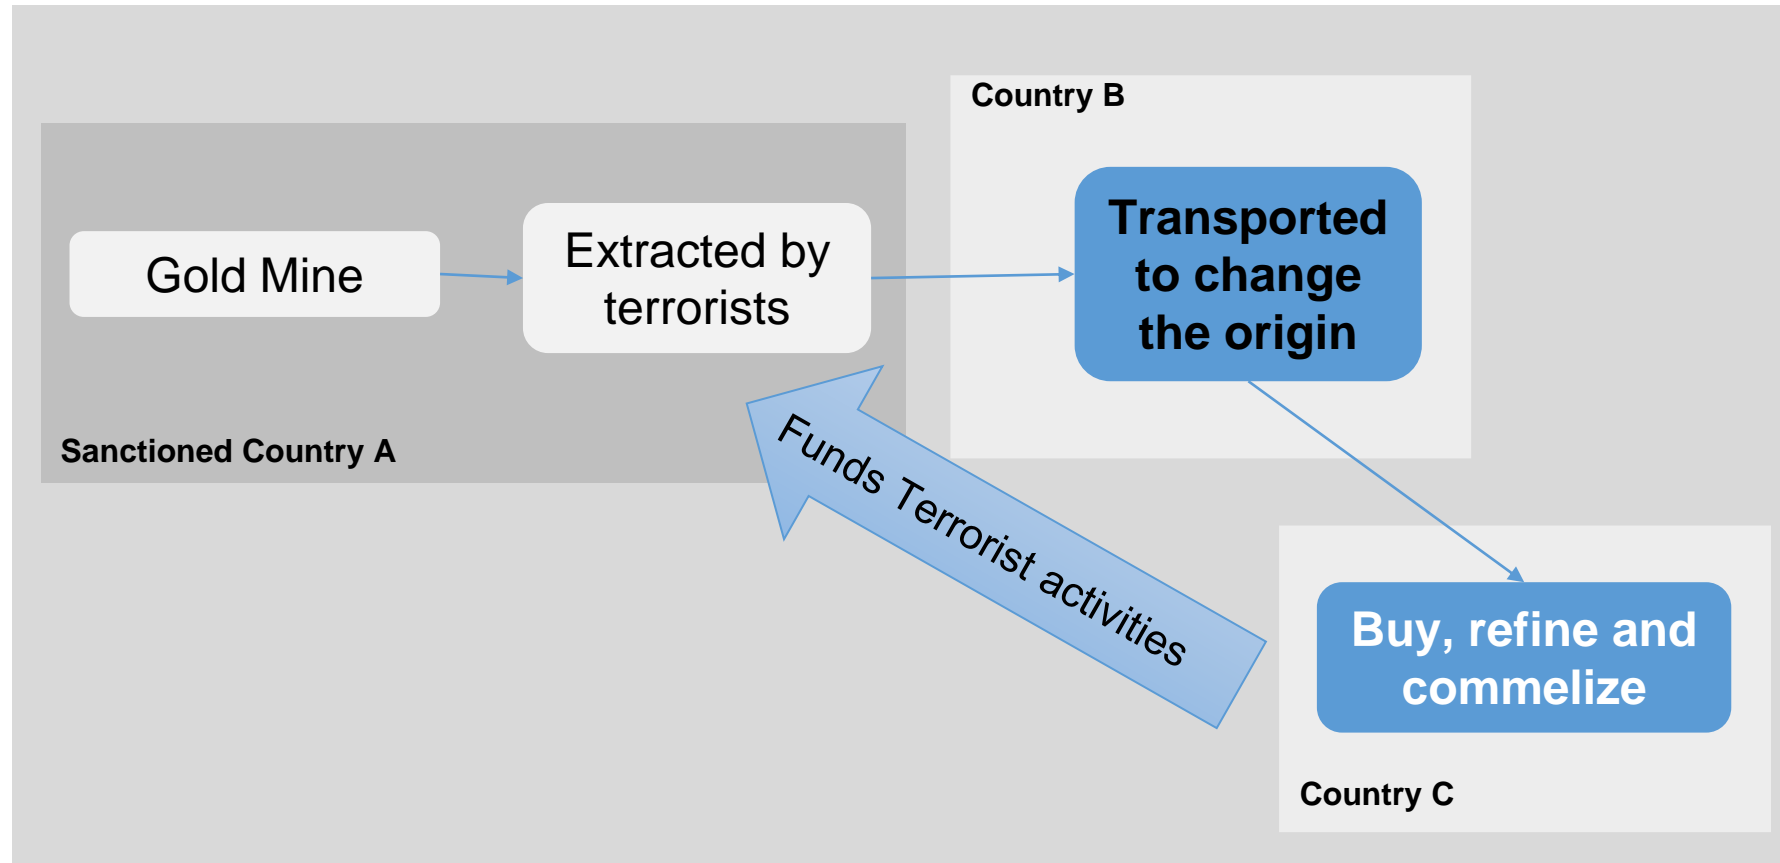 Country B
Gold Mine
Extracted by
terrorists
Transported
to change
the origin
Sanctioned Country A
Funds Terrorist activities
Buy, refine and
commelize
Country C